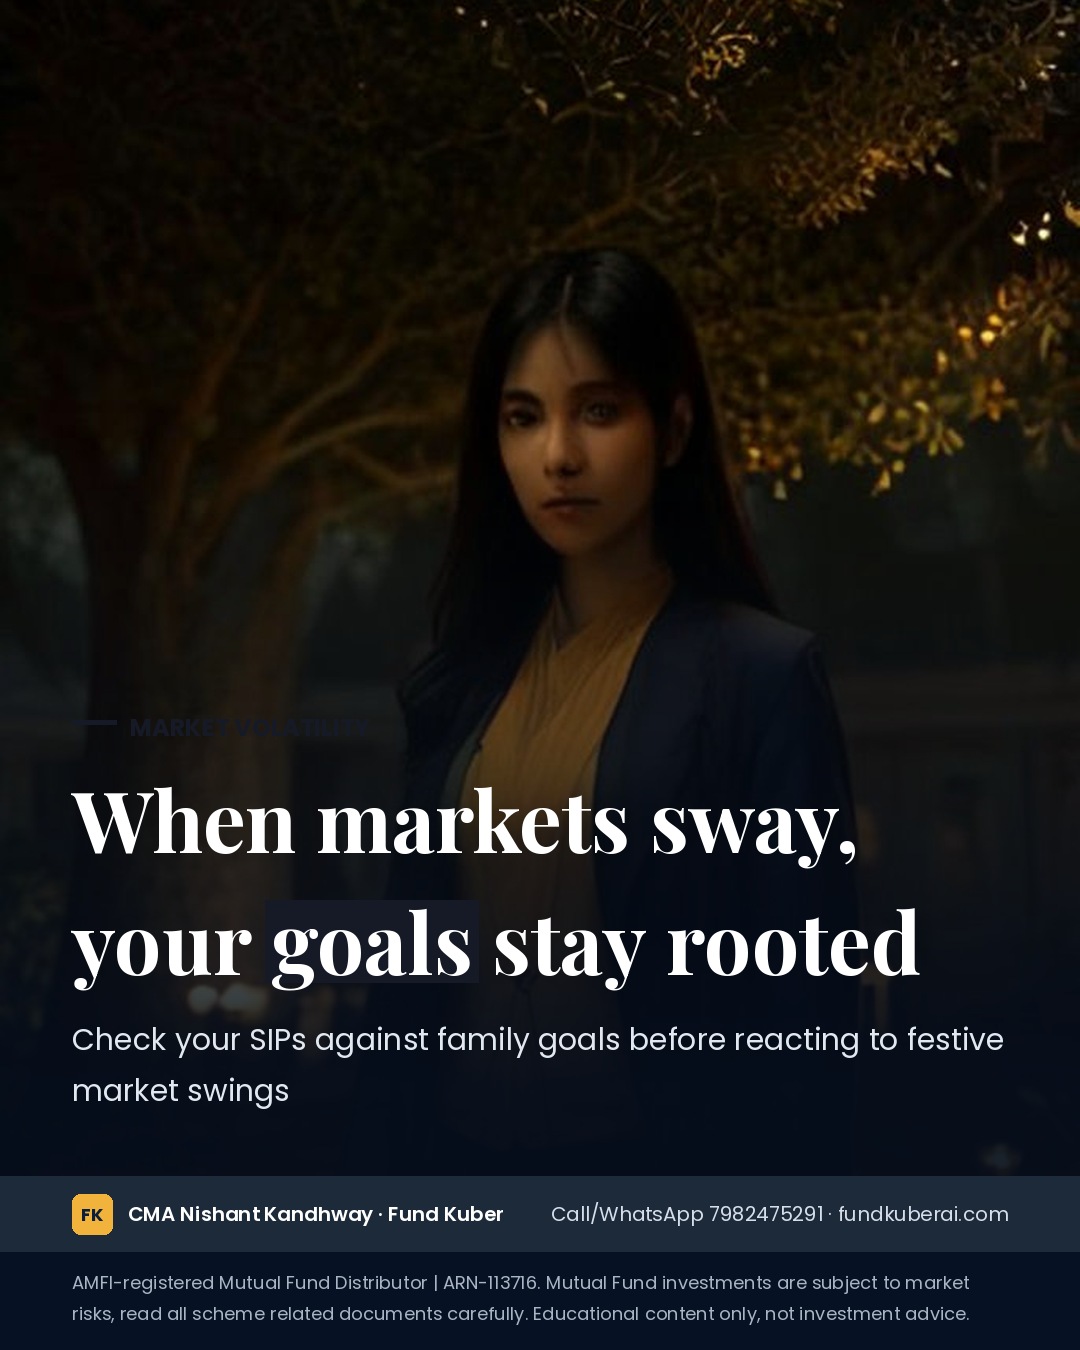 MARKET VOLATILITY
When markets sway,
your goals stay rooted
Check your SIPs against family goals before reacting to festive
market swings
FK CMA Nishant Kandhway · Fund Kuber Call/WhatsApp 7982475291 · fundkuberai.com
AMFI-registered Mutual Fund Distributor | ARN-113716. Mutual Fund investments are subject to market
risks, read all scheme related documents carefully. Educational content only, not investment advice.